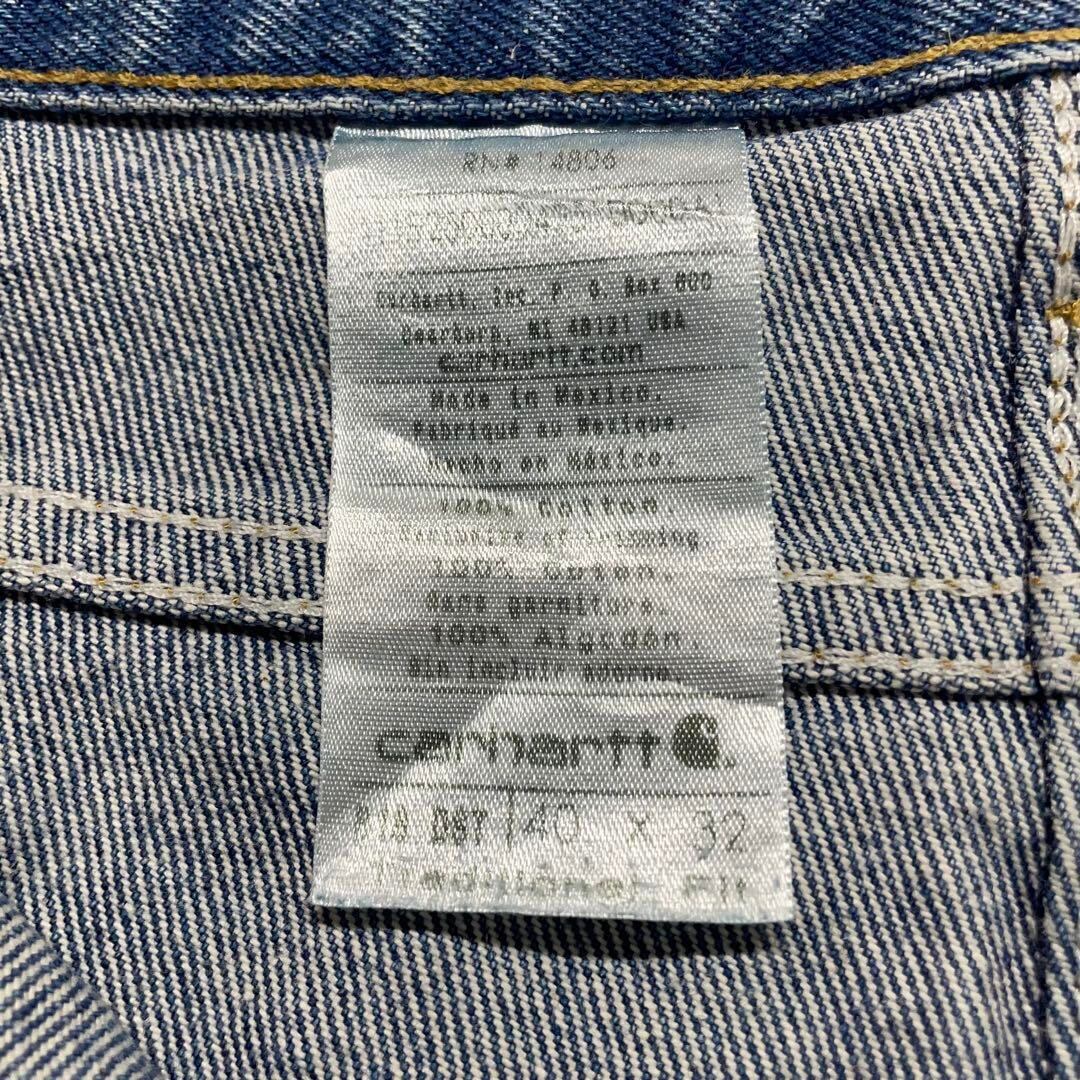 RN# 14806
Carhartt, Inc. P. O. Box 600
Dearborn, MI 48121 USA
carhartt.com
Made in Mexico.
Fabriqué au Mexique.
Hecho en México.
100% Cotton.
Exclusive of trimming
100% Coton.
Sans garniture.
100% Algodón.
Sin incluir adorno.
carhartt
DST 40 X 32
Traditional Fit